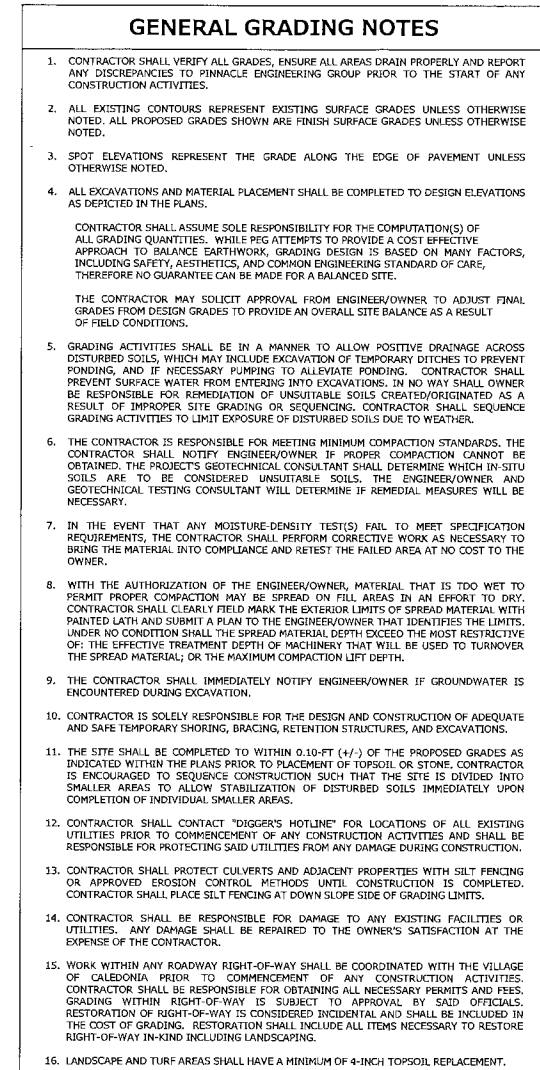 GENERAL GRADING NOTES
1. CONTRACTOR SHALL VERIFY ALL GRADES, ENSURE ALL AREAS DRAIN PROPERLY AND REPORT
ANY DISCREPANCIES TO PINNACLE ENGINEERING GROUP PRIOR TO THE START OF ANY
CONSTRUCTION ACTIVITIES.
2. ALL EXISTING CONTOURS REPRESENT EXISTING SURFACE GRADES UNLESS OTHERWISE
NOTED. ALL PROPOSED GRADES SHOWN ARE FINISH SURFACE GRADES UNLESS OTHERWISE
NOTED.
3. SPOT ELEVATIONS REPRESENT THE GRADE ALONG THE EDGE OF PAVEMENT UNLESS
OTHERWISE NOTED.
4. ALL EXCAVATIONS AND MATERIAL PLACEMENT SHALL BE COMPLETED TO DESIGN ELEVATIONS
AS DEPICTED IN THE PLANS.
CONTRACTOR SHALL ASSUME SOLE RESPONSIBILITY FOR THE COMPUTATION(S) OF
ALL GRADING QUANTITIES. WHILE PEG ATTEMPTS TO PROVIDE A COST EFFECTIVE
APPROACH TO BALANCE EARTHWORK, GRADING DESIGN IS BASED ON MANY FACTORS,
INCLUDING SAFETY, AESTHETICS, AND COMMON ENGINEERING STANDARD OF CARE,
THEREFORE NO GUARANTEE CAN BE MADE FOR A BALANCED SITE.
THE CONTRACTOR MAY SOLICIT APPROVAL FROM ENGINEER/OWNER TO ADJUST FINAL
GRADES FROM DESIGN GRADES TO PROVIDE AN OVERALL SITE BALANCE AS A RESULT
OF FIELD CONDITIONS.
5. GRADING ACTIVITIES SHALL BE IN A MANNER TO ALLOW POSITIVE DRAINAGE ACROSS
DISTURBED SOILS, WHICH MAY INCLUDE EXCAVATION OF TEMPORARY DITCHES TO PREVENT
PONDING, AND IF NECESSARY PUMPING TO ALLEVIATE PONDING. CONTRACTOR SHALL
PREVENT SURFACE WATER FROM ENTERING INTO EXCAVATIONS. IN NO WAY SHALL OWNER
BE RESPONSIBLE FOR REMEDIATION OF UNSUITABLE SOILS CREATED/ORIGINATED AS A
RESULT OF IMPROPER SITE GRADING OR SEQUENCING. CONTRACTOR SHALL SEQUENCE
GRADING ACTIVITIES TO LIMIT EXPOSURE OF DISTURBED SOILS DUE TO WEATHER.
6. THE CONTRACTOR IS RESPONSIBLE FOR MEETING MINIMUM COMPACTION STANDARDS. THE
CONTRACTOR SHALL NOTIFY ENGINEER/OWNER IF PROPER COMPACTION CANNOT BE
OBTAINED. THE PROJECT'S GEOTECHNICAL CONSULTANT SHALL DETERMINE WHICH IN-SITU
SOILS ARE TO BE CONSIDERED UNSUITABLE SOILS. THE ENGINEER/OWNER AND
GEOTECHNICAL TESTING CONSULTANT WILL DETERMINE IF REMEDIAL MEASURES WILL BE
NECESSARY.
7. IN THE EVENT THAT ANY MOISTURE-DENSITY TEST(S) FAIL TO MEET SPECIFICATION
REQUIREMENTS, THE CONTRACTOR SHALL PERFORM CORRECTIVE WORK AS NECESSARY TO
BRING THE MATERIAL INTO COMPLIANCE AND RETEST THE FAILED AREA AT NO COST TO THE
OWNER.
8. WITH THE AUTHORIZATION OF THE ENGINEER/OWNER, MATERIAL THAT IS TOO WET TO
PERMIT PROPER COMPACTION MAY BE SPREAD ON FILL AREAS IN AN EFFORT TO DRY.
CONTRACTOR SHALL CLEARLY FIELD MARK THE EXTERIOR LIMITS OF SPREAD MATERIAL WITH
PAINTED LATH AND SUBMIT A PLAN TO THE ENGINEER/OWNER THAT IDENTIFIES THE LIMITS.
UNDER NO CONDITION SHALL THE SPREAD MATERIAL DEPTH EXCEED THE MOST RESTRICTIVE
OF: THE EFFECTIVE TREATMENT DEPTH OF MACHINERY THAT WILL BE USED TO TURNOVER
THE SPREAD MATERIAL; OR THE MAXIMUM COMPACTION LIFT DEPTH.
9. THE CONTRACTOR SHALL IMMEDIATELY NOTIFY ENGINEER/OWNER IF GROUNDWATER IS
ENCOUNTERED DURING EXCAVATION.
10. CONTRACTOR IS SOLELY RESPONSIBLE FOR THE DESIGN AND CONSTRUCTION OF ADEQUATE
AND SAFE TEMPORARY SHORING, BRACING, RETENTION STRUCTURES, AND EXCAVATIONS.
11. THE SITE SHALL BE COMPLETED TO WITHIN 0.10-FT (+/-) OF THE PROPOSED GRADES AS
INDICATED WITHIN THE PLANS PRIOR TO PLACEMENT OF TOPSOIL OR STONE. CONTRACTOR
IS ENCOURAGED TO SEQUENCE CONSTRUCTION SUCH THAT THE SITE IS DIVIDED INTO
SMALLER AREAS TO ALLOW STABILIZATION OF DISTURBED SOILS IMMEDIATELY UPON
COMPLETION OF INDIVIDUAL SMALLER AREAS.
12. CONTRACTOR SHALL CONTACT "DIGGER'S HOTLINE" FOR LOCATIONS OF ALL EXISTING
UTILITIES PRIOR TO COMMENCEMENT OF ANY CONSTRUCTION ACTIVITIES AND SHALL BE
RESPONSIBLE FOR PROTECTING SAID UTILITIES FROM ANY DAMAGE DURING CONSTRUCTION.
13. CONTRACTOR SHALL PROTECT CULVERTS AND ADJACENT PROPERTIES WITH SILT FENCING
OR APPROVED EROSION CONTROL METHODS UNTIL CONSTRUCTION IS COMPLETED.
CONTRACTOR SHALL PLACE SILT FENCING AT DOWN SLOPE SIDE OF GRADING LIMITS.
14. CONTRACTOR SHALL BE RESPONSIBLE FOR DAMAGE TO ANY EXISTING FACILITIES OR
UTILITIES. ANY DAMAGE SHALL BE REPAIRED TO THE OWNER'S SATISFACTION AT THE
EXPENSE OF THE CONTRACTOR.
15. WORK WITHIN ANY ROADWAY RIGHT-OF-WAY SHALL BE COORDINATED WITH THE VILLAGE
OF CALEDONIA PRIOR TO COMMENCEMENT OF ANY CONSTRUCTION ACTIVITIES.
CONTRACTOR SHALL BE RESPONSIBLE FOR OBTAINING ALL NECESSARY PERMITS AND FEES.
GRADING WITHIN RIGHT-OF-WAY IS SUBJECT TO APPROVAL BY SAID OFFICIALS.
RESTORATION OF RIGHT-OF-WAY IS CONSIDERED INCIDENTAL AND SHALL BE INCLUDED IN
THE COST OF GRADING. RESTORATION SHALL INCLUDE ALL ITEMS NECESSARY TO RESTORE
RIGHT-OF-WAY IN-KIND INCLUDING LANDSCAPING.
16. LANDSCAPE AND TURF AREAS SHALL HAVE A MINIMUM OF 4-INCH TOPSOIL REPLACEMENT.